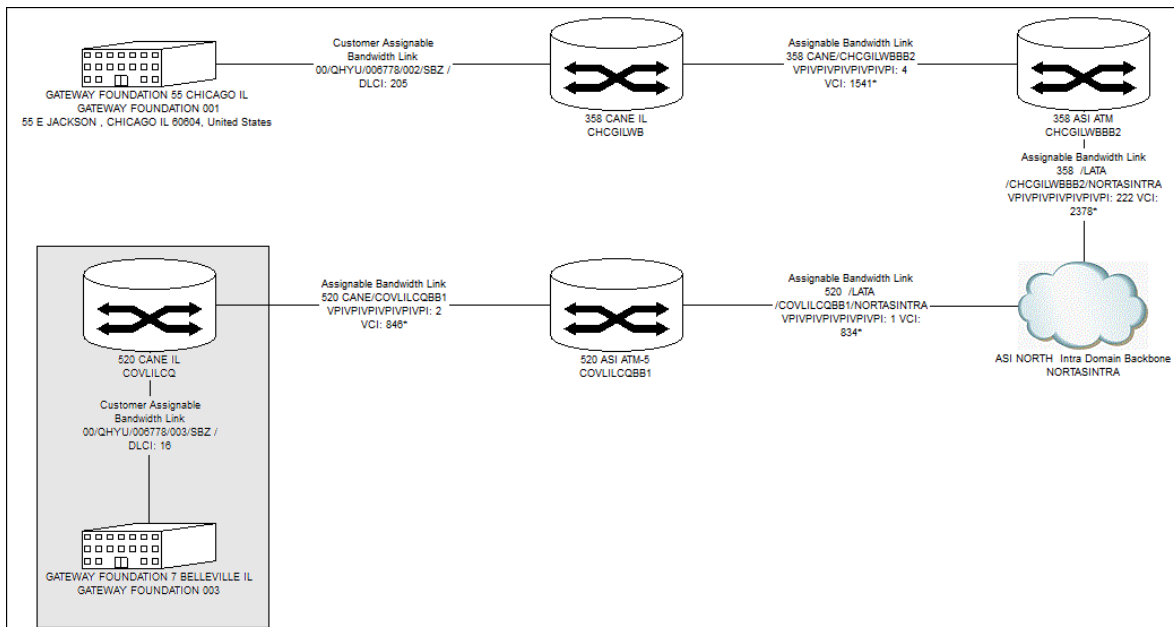 Customer Assignable
Bandwidth Link
00/QHYU/006778/002/SBZ /
DLCI: 205
Assignable Bandwidth Link
358 CANE/CHCGILWBBB2
VPIVPIVPIVPIVPIVPI: 4
VCI: 1541*
GATEWAY FOUNDATION 55 CHICAGO IL
GATEWAY FOUNDATION 001
55 E JACKSON , CHICAGO IL 60604, United States
358 CANE IL
CHCGILWB
358 ASI ATM
CHCGILWBBB2
Assignable Bandwidth Link
358 /LATA
/CHCGILWBBB2/NORTASINTRA
VPIVPIVPIVPIVPIVPI: 222 VCI:
2378*
Assignable Bandwidth Link
520 CANE/COVLILCQBB1
VPIVPIVPIVPIVPIVPI: 2
VCI: 846*
Assignable Bandwidth Link
520 /LATA
/COVLILCQBB1/NORTASINTRA
VPIVPIVPIVPIVPIVPI: 1 VCI:
834*
520 CANE IL
COVLILCQ
520 ASI ATM-5
COVLILCQBB1
ASI NORTH Intra Domain Backbone
NORTASINTRA
Customer Assignable
Bandwidth Link
00/QHYU/006778/003/SBZ /
DLCI: 16
GATEWAY FOUNDATION 7 BELLEVILLE IL
GATEWAY FOUNDATION 003